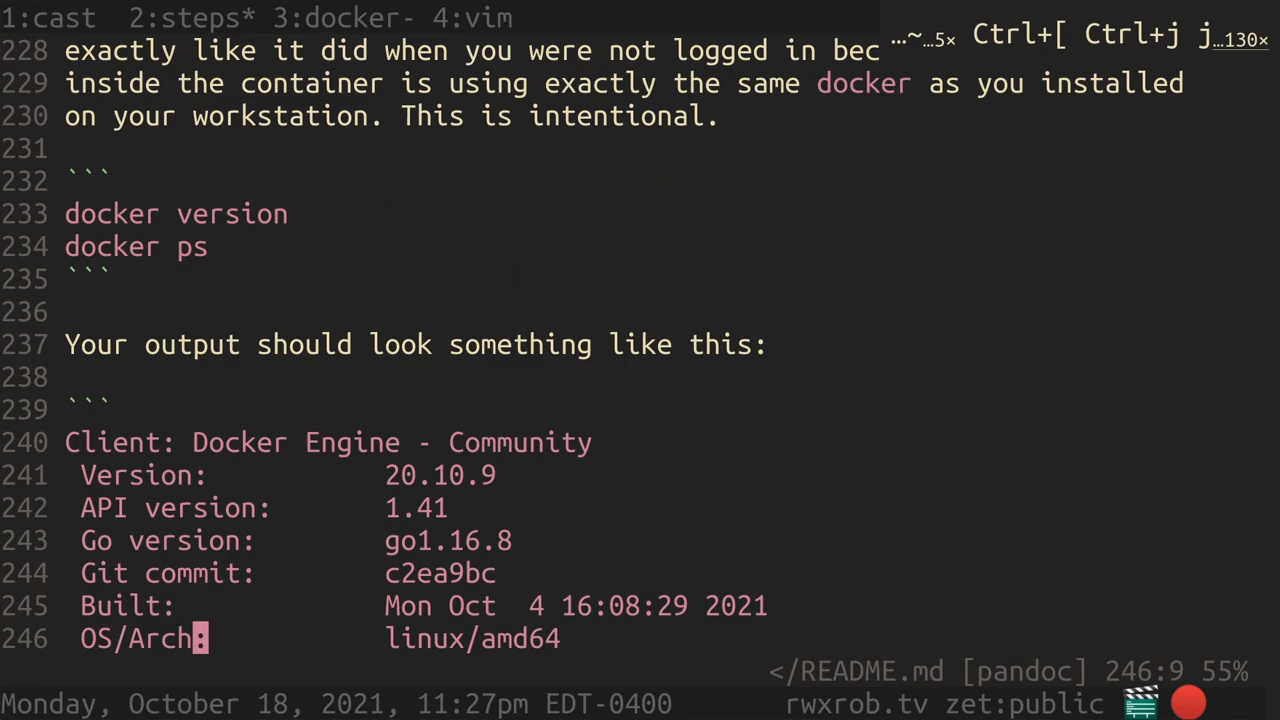 1:cast  2:steps* 3:docker- 4:vim
…~…5× Ctrl+[ Ctrl+j j…130×
228 exactly like it did when you were not logged in bec
229 inside the container is using exactly the same docker as you installed
230 on your workstation. This is intentional.
231
232 ```
233 docker version
234 docker ps
235 ```
236
237 Your output should look something like this:
238
239 ```
240 Client: Docker Engine - Community
241  Version:           20.10.9
242  API version:       1.41
243  Go version:        go1.16.8
244  Git commit:        c2ea9bc
245  Built:             Mon Oct  4 16:08:29 2021
246  OS/Arch:           linux/amd64
</README.md [pandoc] 246:9 55%
Monday, October 18, 2021, 11:27pm EDT-0400 rwxrob.tv zet:public 🎬 🔴